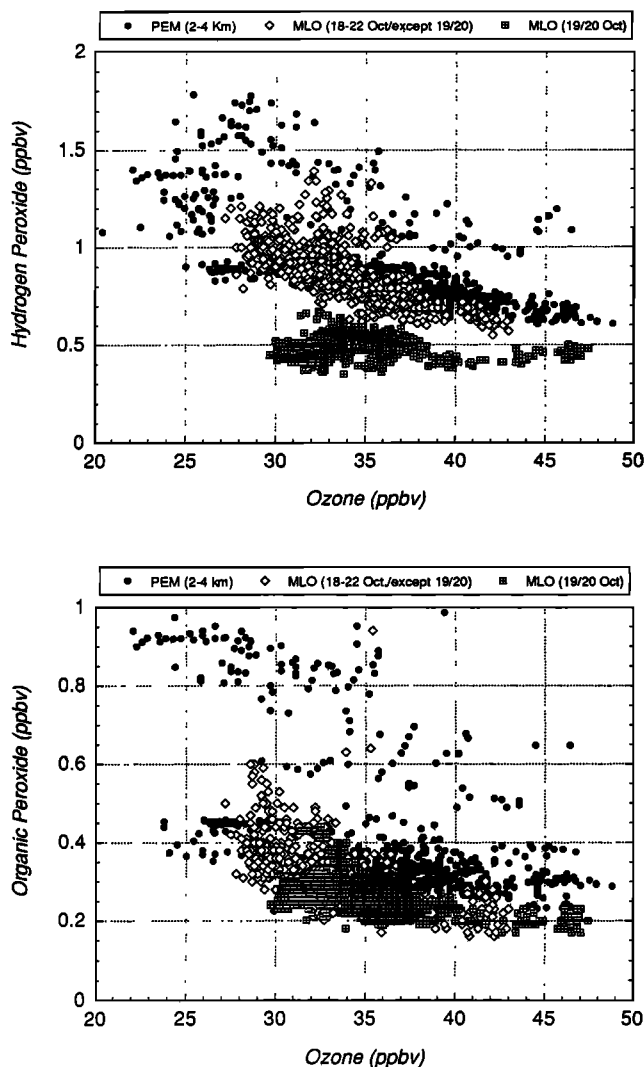 PEM (2-4 Km) MLO (18-22 Oct/except 19/20) MLO (19/20 Oct)
2
1.5
1
0.5
0
Hydrogen Peroxide (ppbv)
20 25 30 35 40 45 50
Ozone (ppbv)
PEM (2-4 km) MLO (18-22 Oct./except 19/20) MLO (19/20 Oct)
1
0.8
0.6
0.4
0.2
0
Organic Peroxide (ppbv)
20 25 30 35 40 45 50
Ozone (ppbv)